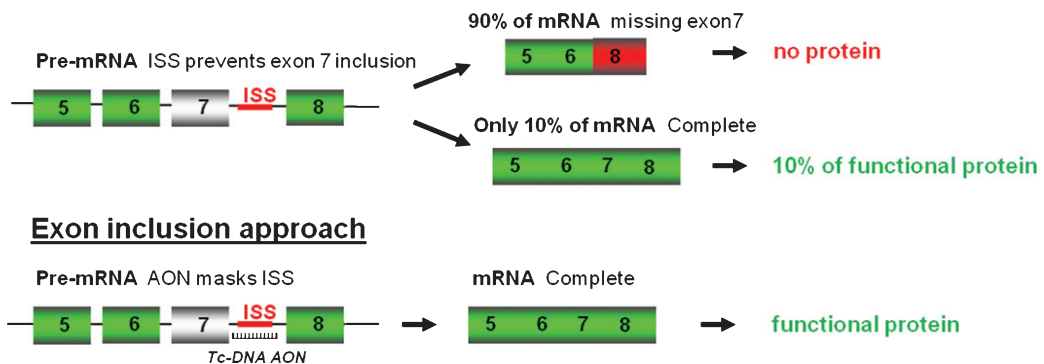 90% of mRNA missing exon7
5 6 8
no protein
Pre-mRNA ISS prevents exon 7 inclusion
5 6 7 ISS 8
Only 10% of mRNA Complete
5 6 7 8
10% of functional protein
Exon inclusion approach
Pre-mRNA AON masks ISS
5 6 7 ISS 8
Tc-DNA AON
mRNA Complete
5 6 7 8
functional protein